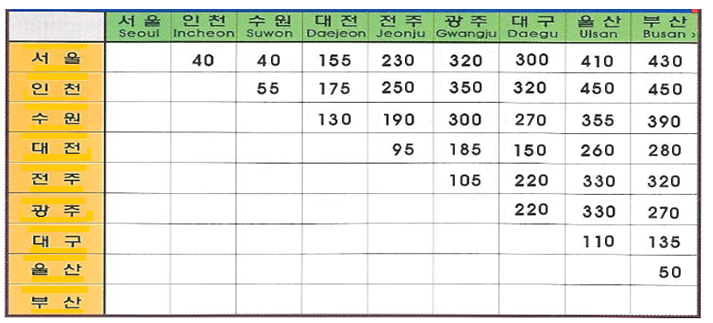 서울 인천 수원 대전 전주 광주 대구 울산 부산
Seoul Incheon Suwon Daejeon Jeonju Gwangju Daegu Ulsan Busan ›
서울 40 40 155 230 320 300 410 430
인천 55 175 250 350 320 450 450
수원 130 190 300 270 355 390
대전 95 185 150 260 280
전주 105 220 330 320
광주 220 330 270
대구 110 135
울산 50
부산